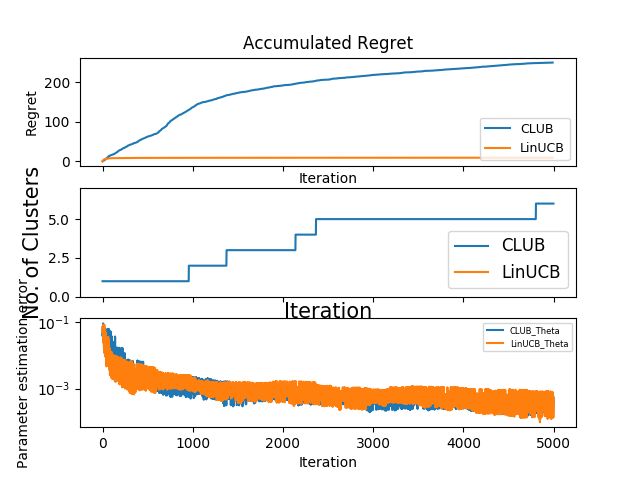 Accumulated Regret
Regret
200
100
0
CLUB
LinUCB
Iteration
No. of Clusters
5.0
2.5
0.0
CLUB
LinUCB
Iteration
Parameter estimation error
10⁻¹
10⁻³
CLUB_Theta
LinUCB_Theta
0 1000 2000 3000 4000 5000
Iteration